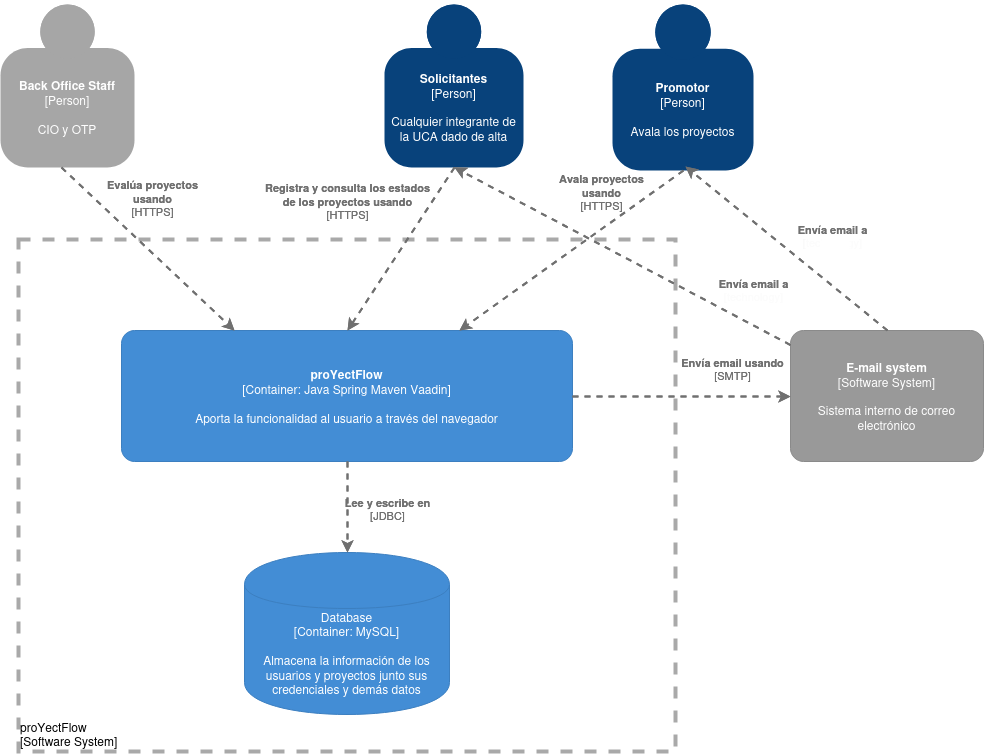 Back Office Staff
[Person]
CIO y OTP
Solicitantes
[Person]
Cualquier integrante de
la UCA dado de alta
Promotor
[Person]
Avala los proyectos
Evalúa proyectos
usando
[HTTPS]
Registra y consulta los estados
de los proyectos usando
[HTTPS]
Avala proyectos
usando
[HTTPS]
Envía email a
Envía email a
proYectFlow
[Container: Java Spring Maven Vaadin]
Aporta la funcionalidad al usuario a través del navegador
Envía email usando
[SMTP]
E-mail system
[Software System]
Sistema interno de correo
electrónico
Lee y escribe en
[JDBC]
Database
[Container: MySQL]
Almacena la información de los
usuarios y proyectos junto sus
credenciales y demás datos
proYectFlow
[Software System]